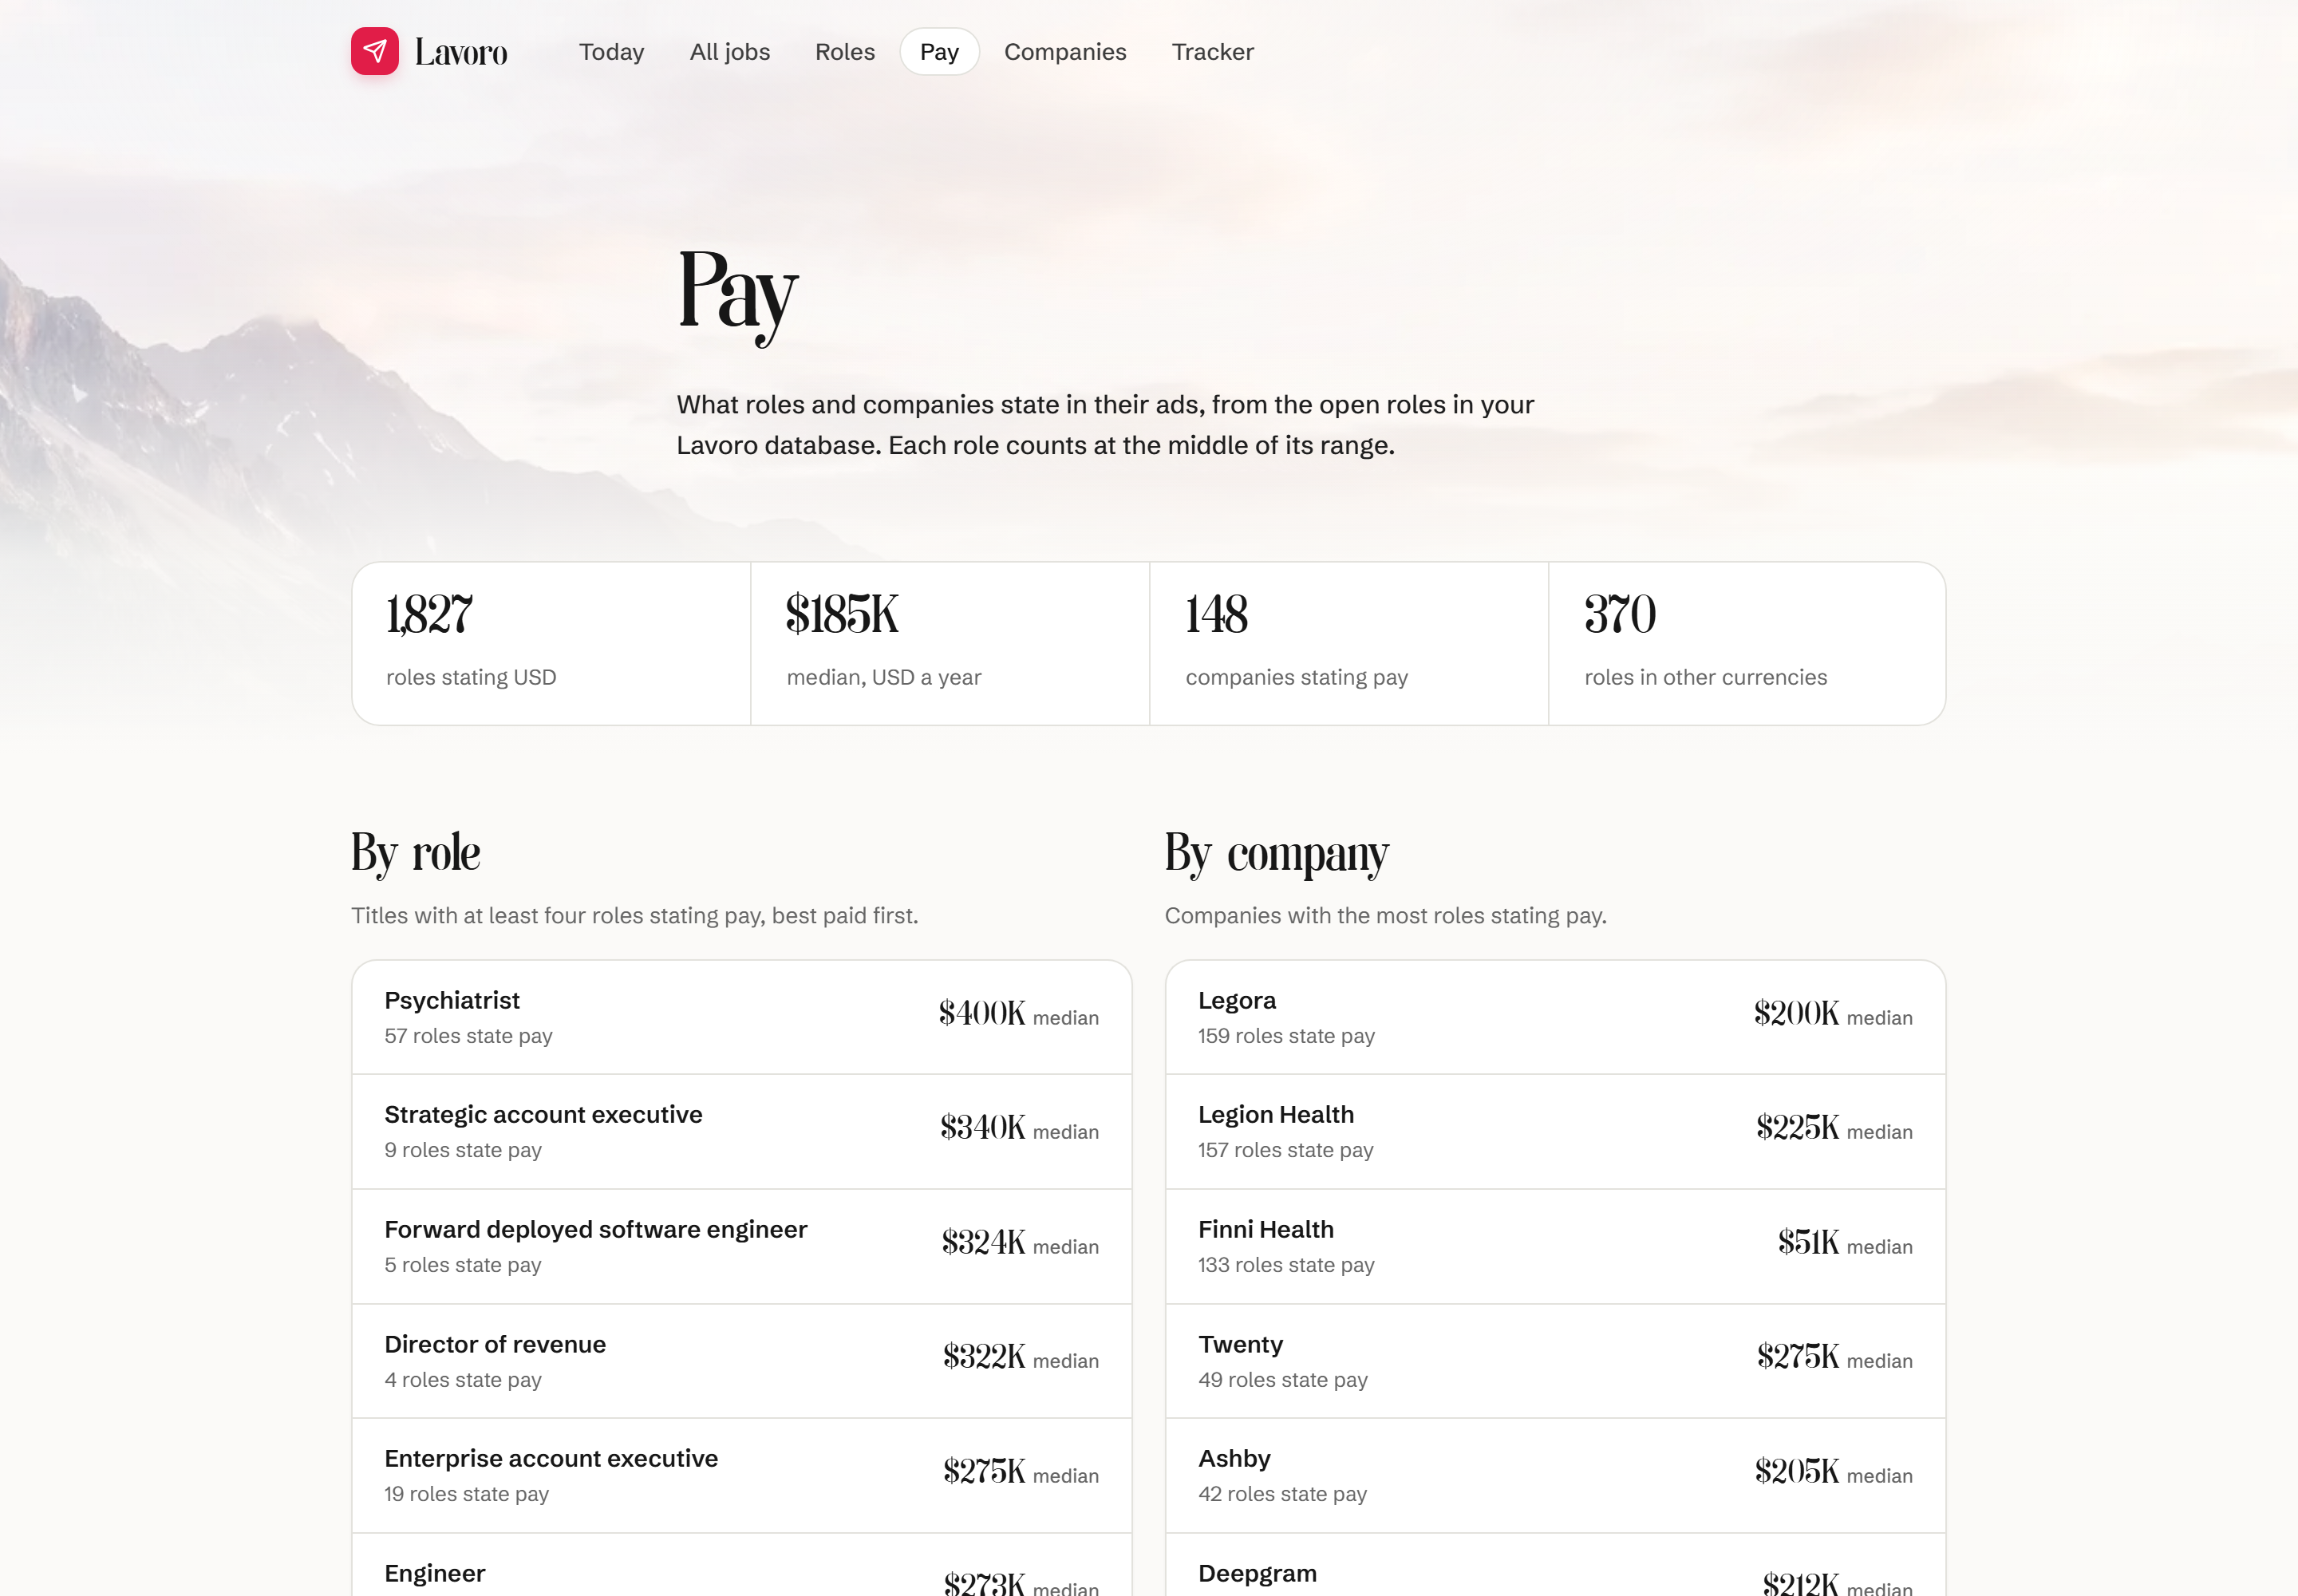 Lavoro
Today
All jobs
Roles
Pay
Companies
Tracker
Pay
What roles and companies state in their ads, from the open roles in your
Lavoro database. Each role counts at the middle of its range.
1,827
roles stating USD
$185K
median, USD a year
148
companies stating pay
370
roles in other currencies
By role
Titles with at least four roles stating pay, best paid first.
Psychiatrist
57 roles state pay
$400K median
Strategic account executive
9 roles state pay
$340K median
Forward deployed software engineer
5 roles state pay
$324K median
Director of revenue
4 roles state pay
$322K median
Enterprise account executive
19 roles state pay
$275K median
Engineer
$273K median
By company
Companies with the most roles stating pay.
Legora
159 roles state pay
$200K median
Legion Health
157 roles state pay
$225K median
Finni Health
133 roles state pay
$51K median
Twenty
49 roles state pay
$275K median
Ashby
42 roles state pay
$205K median
Deepgram
$212K median